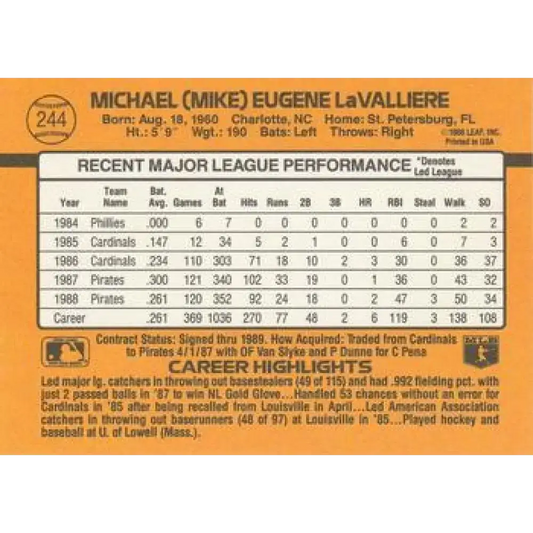 244
MICHAEL (MIKE) EUGENE LaVALLIERE
Born: Aug. 18, 1960 Charlotte, NC Home: St. Petersburg, FL
Ht.: 5'9" Wgt.: 190 Bats: Left Throws: Right
©1988 LEAF, INC.
Printed in USA
RECENT MAJOR LEAGUE PERFORMANCE *Denotes Led League
Year Team Name Bat. Avg. Games At Bat Hits Runs 2B 3B HR RBI Steal Walk SO
1984 Phillies .000 6 7 0 0 0 0 0 0 0 2 2
1985 Cardinals .147 12 34 5 2 1 0 0 6 0 7 3
1986 Cardinals .234 110 303 71 18 10 2 3 30 0 36 37
1987 Pirates .300 121 340 102 33 19 0 1 36 0 43 32
1988 Pirates .261 120 352 92 24 18 0 2 47 3 50 34
Career .261 369 1036 270 77 48 2 6 119 3 138 108
Contract Status: Signed thru 1989. How Acquired: Traded from Cardinals
to Pirates 4/1/87 with OF Van Slyke and P Dunne for C Pena
MLB
CAREER HIGHLIGHTS
Led major lg. catchers in throwing out basestealers (49 of 115) and had .992 fielding pct. with
just 2 passed balls in '87 to win NL Gold Glove...Handled 53 chances without an error for
Cardinals in '85 after being recalled from Louisville in April...Led American Association
catchers in throwing out baserunners (48 of 97) at Louisville in '85...Played hockey and
baseball at U. of Lowell (Mass.).